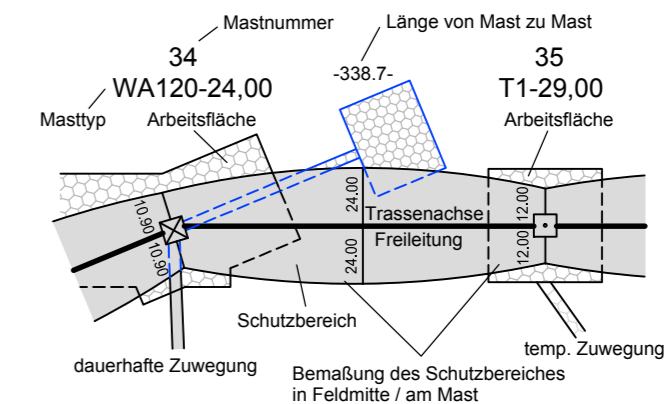 Mastnummer
Länge von Mast zu Mast
34
WA120-24,00
-338.7-
35
T1-29,00
Masttyp
Arbeitsfläche
Arbeitsfläche
10.90
10.90
24.00
24.00
Trassenachse
Freileitung
12.00
12.00
Schutzbereich
dauerhafte Zuwegung
temp. Zuwegung
Bemaßung des Schutzbereiches
in Feldmitte / am Mast